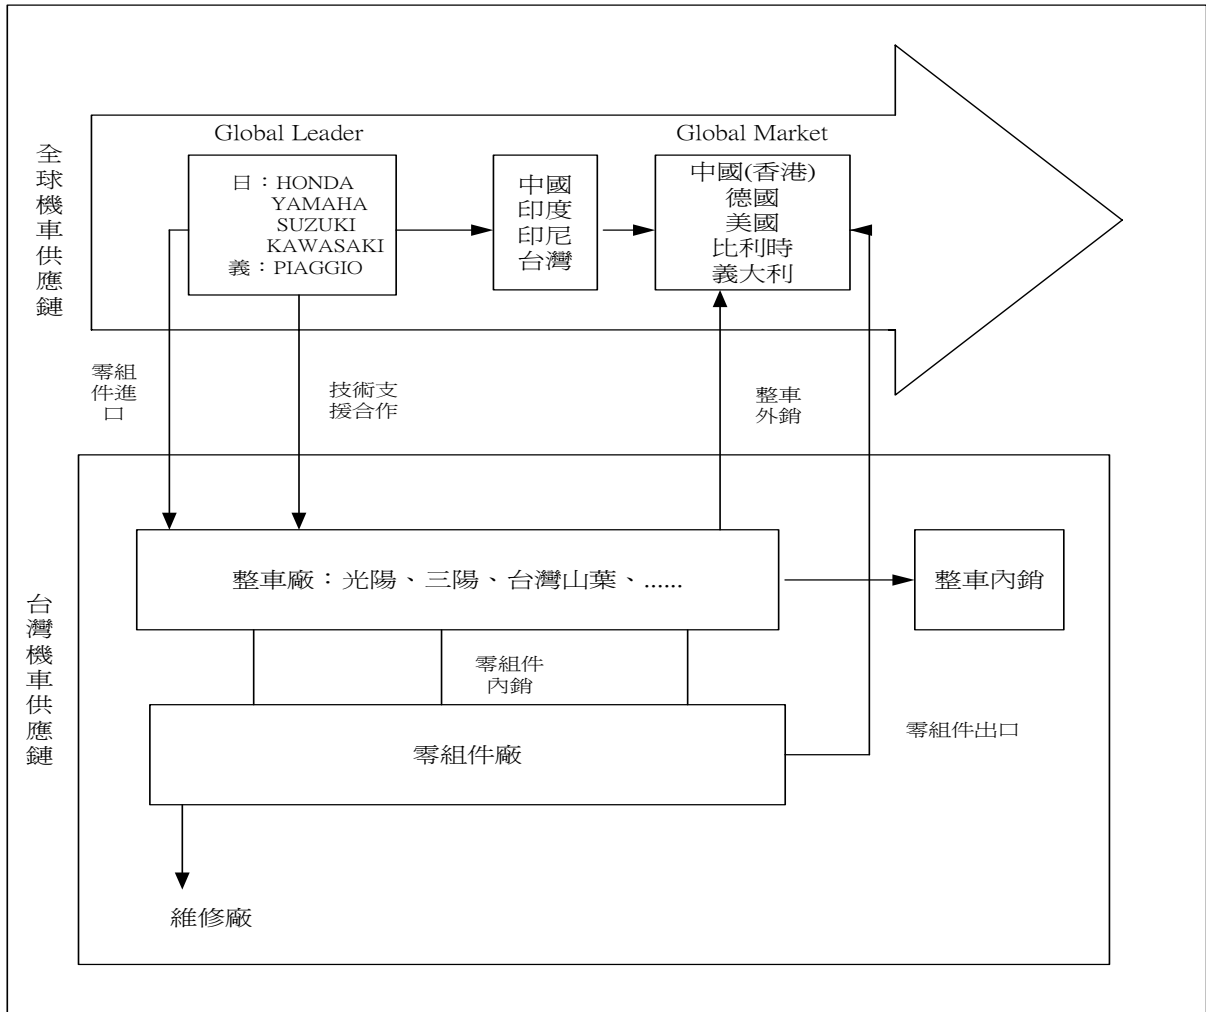 全球機車供應鏈
Global Leader
日：HONDA
YAMAHA
SUZUKI
KAWASAKI
義：PIAGGIO
中國
印度
印尼
台灣
Global Market
中國(香港)
德國
美國
比利時
義大利
零組
件進
口
技術支
援合作
整車
外銷
台灣機車供應鏈
整車廠：光陽、三陽、台灣山葉、......
整車內銷
零組件
內銷
零組件廠
零組件出口
維修廠